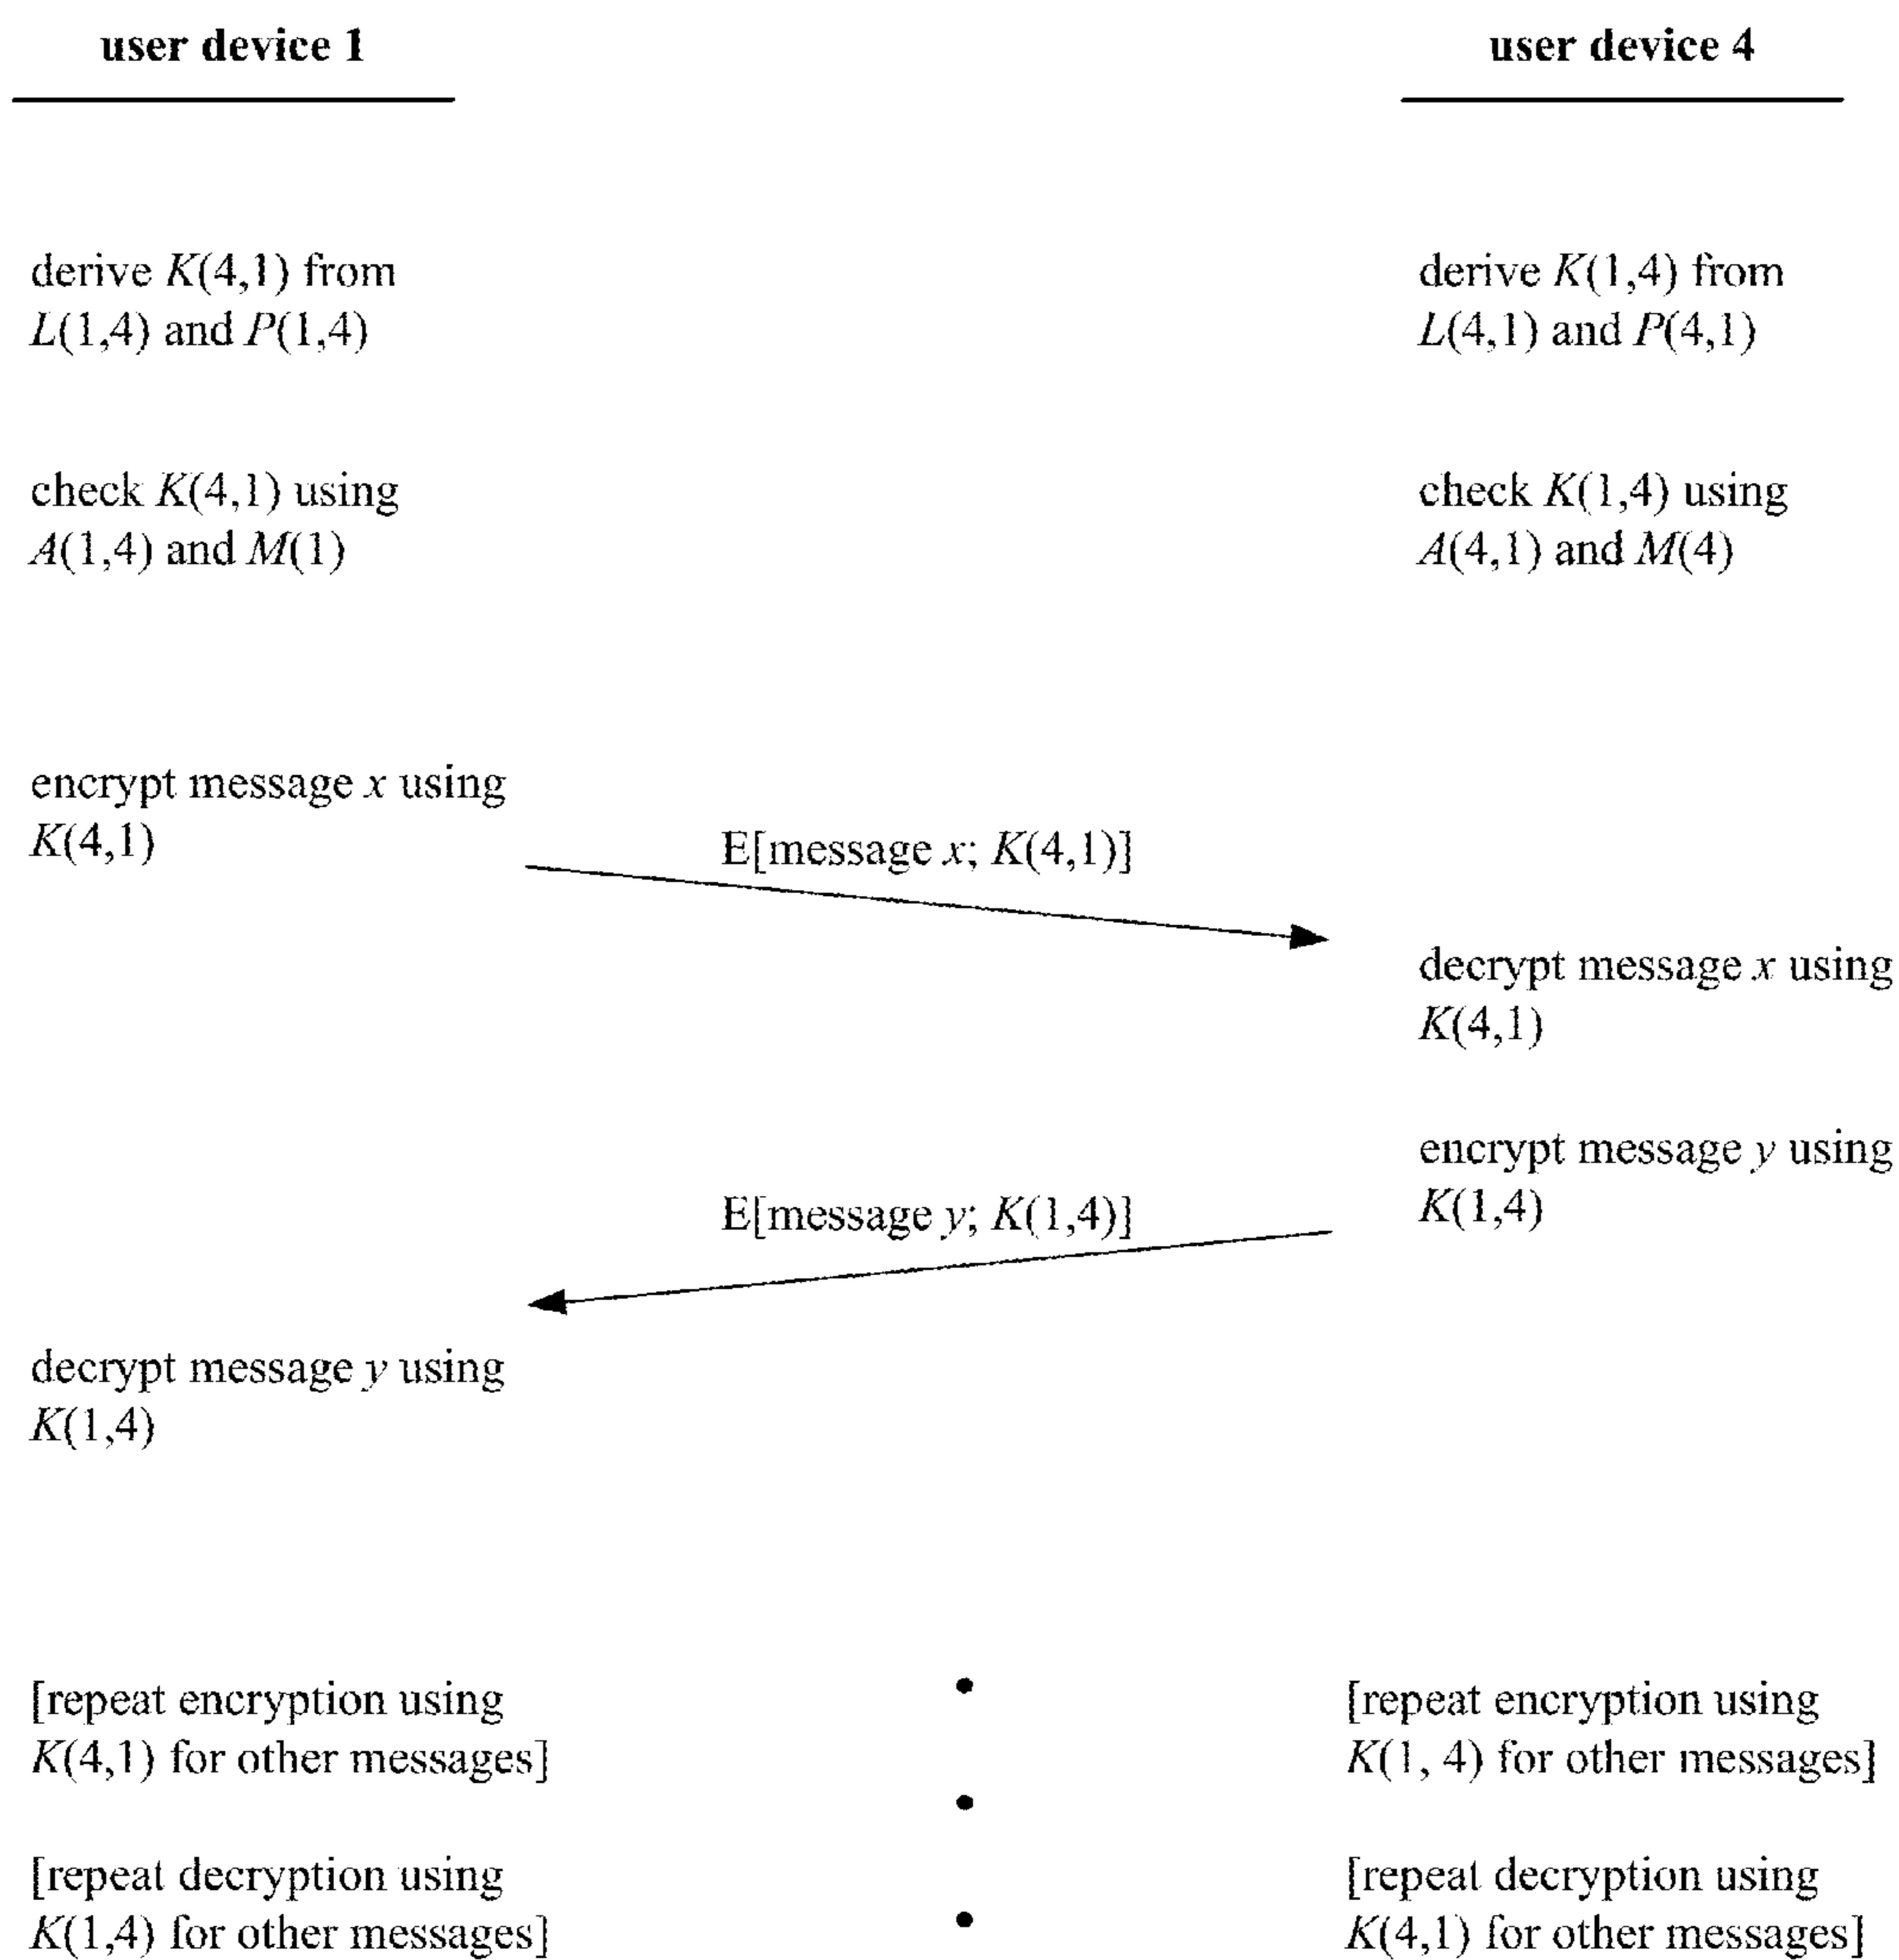 user device 1
user device 4
derive K(4,1) from
L(1,4) and P(1,4)
derive K(1,4) from
L(4,1) and P(4,1)
check K(4,1) using
A(1,4) and M(1)
check K(1,4) using
A(4,1) and M(4)
encrypt message x using
K(4,1)
E[message x; K(4,1)]
decrypt message x using
K(4,1)
encrypt message y using
K(1,4)
E[message y; K(1,4)]
decrypt message y using
K(1,4)
[repeat encryption using
K(4,1) for other messages]
[repeat encryption using
K(1, 4) for other messages]
[repeat decryption using
K(1,4) for other messages]
[repeat decryption using
K(4,1) for other messages]